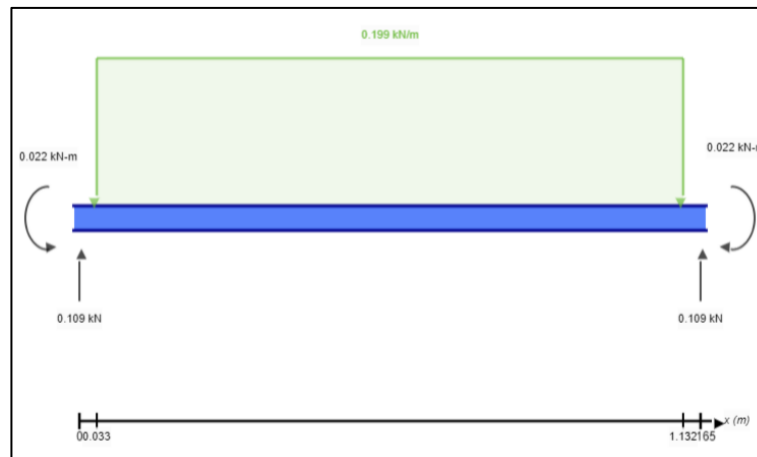 0.199 kN/m
0.022 kN-m
0.022 kN-
0.109 kN
0.109 kN
x (m)
00.033
1.132165